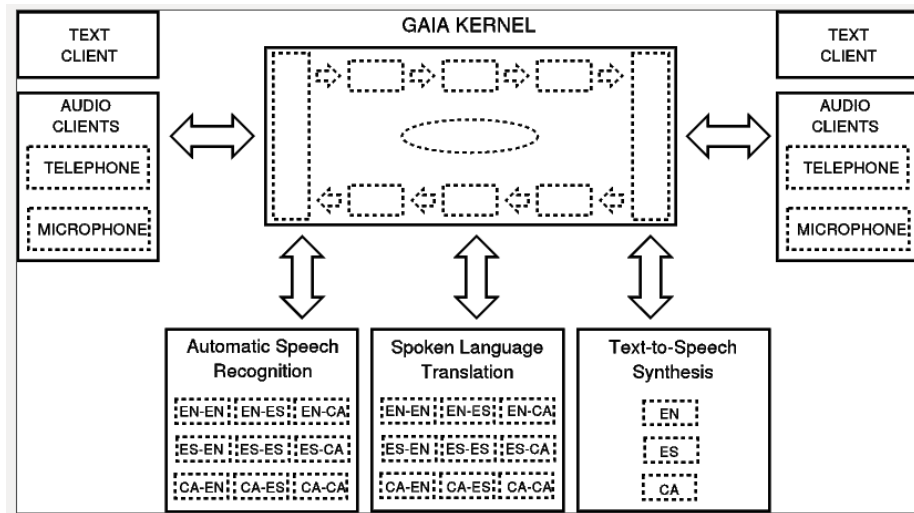 GAIA KERNEL
TEXT
CLIENT
AUDIO
CLIENTS
TELEPHONE
MICROPHONE
TEXT
CLIENT
AUDIO
CLIENTS
TELEPHONE
MICROPHONE
Automatic Speech
Recognition
EN-EN EN-ES EN-CA
ES-EN ES-ES ES-CA
CA-EN CA-ES CA-CA
Spoken Language
Translation
EN-EN EN-ES EN-CA
ES-EN ES-ES ES-CA
CA-EN CA-ES CA-CA
Text-to-Speech
Synthesis
EN
ES
CA